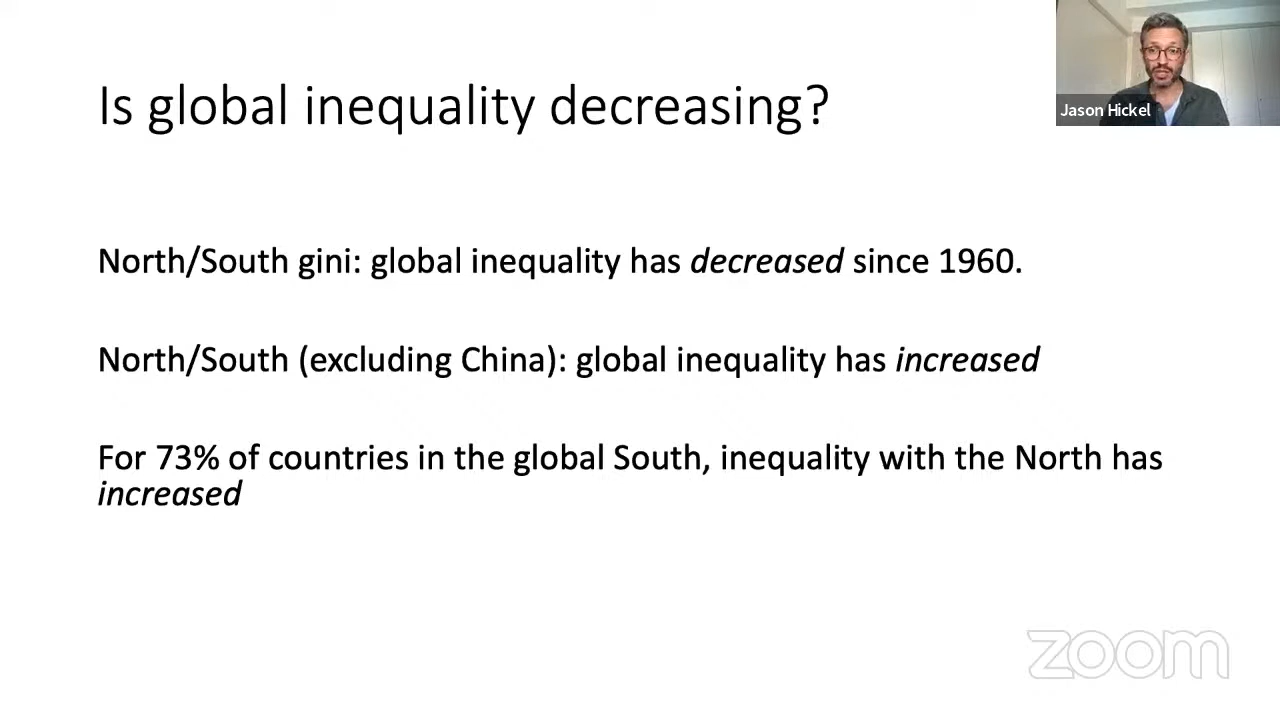 Is global inequality decreasing?
Jason Hickel
North/South gini: global inequality has decreased since 1960.
North/South (excluding China): global inequality has increased
For 73% of countries in the global South, inequality with the North has
increased
zoom